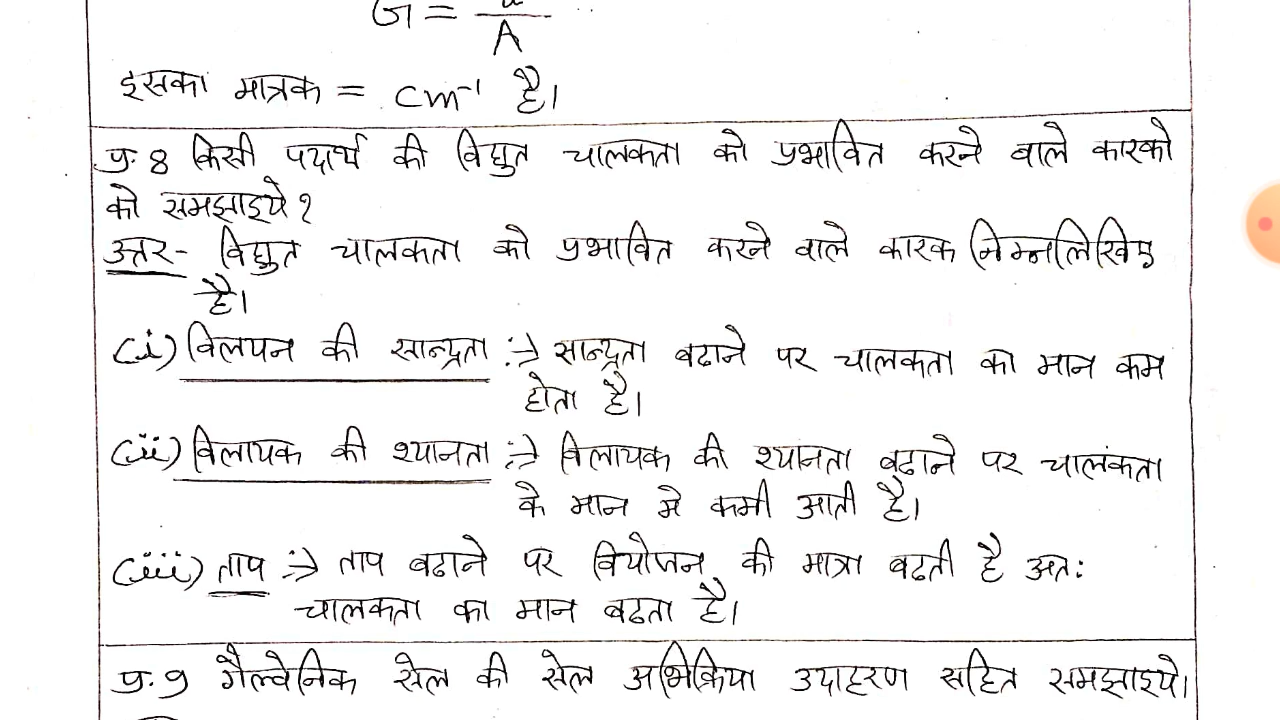 G =
A
इसका मात्रक = cm⁻¹ है।
प्र.8 किसी पदार्थ की विद्युत चालकता को प्रभावित करने वाले कारको
को समझाइये?
उत्तर- विद्युत चालकता को प्रभावित करने वाले कारक निम्नलिखित
है।
(i) विलयन की सान्द्रता :→ सान्द्रता बढाने पर चालकता का मान कम
होता है।
(ii) विलायक की श्यानता :→ विलायक की श्यानता बढ़ाने पर चालकता
के मान मे कमी आती है।
(iii) ताप :→ ताप बढाने पर वियोजन की मात्रा बढती है अत:
चालकता का मान बढता है।
प्र.9 गैल्वेनिक सेल की सेल अभिक्रिया उदाहरण सहित समझाइये।